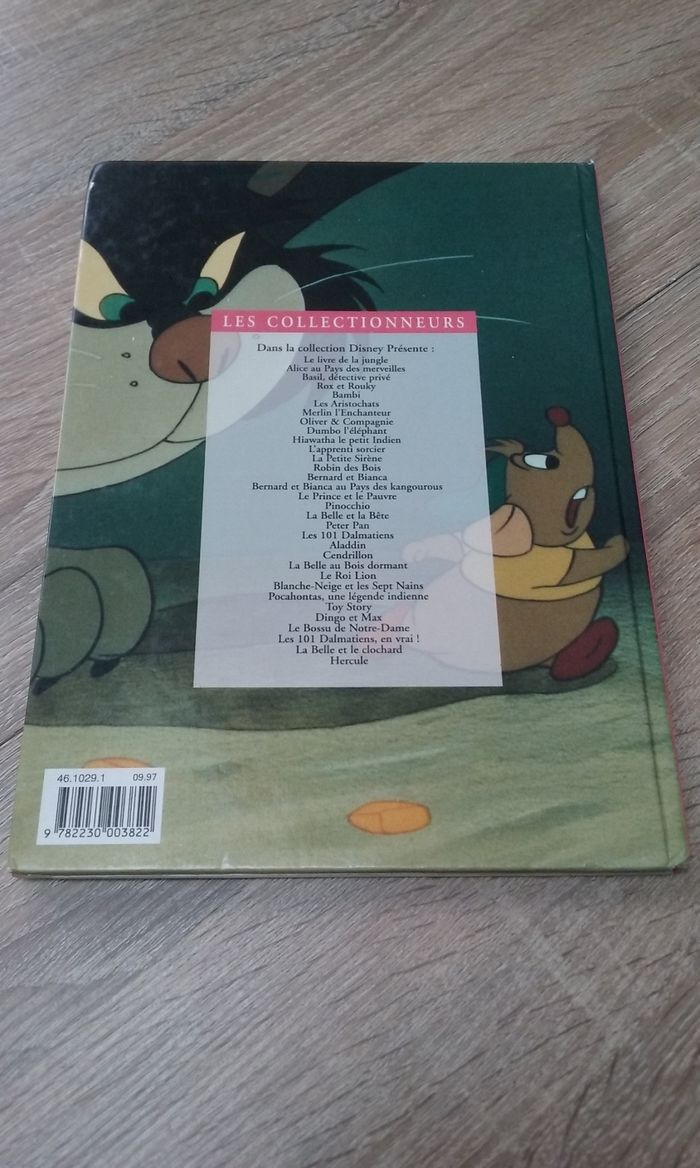 LES COLLECTIONNEURS
Dans la collection Disney Présente :
Le livre de la jungle
Alice au Pays des merveilles
Basil, détective privé
Rox et Rouky
Bambi
Les Aristochats
Merlin l'Enchanteur
Oliver & Compagnie
Dumbo l'éléphant
Hiawatha le petit Indien
L'apprenti sorcier
La Petite Sirène
Robin des Bois
Bernard et Bianca
Bernard et Bianca au Pays des kangourous
Le Prince et le Pauvre
Pinocchio
La Belle et la Bête
Peter Pan
Les 101 Dalmatiens
Aladdin
Cendrillon
La Belle au Bois dormant
Le Roi Lion
Blanche-Neige et les Sept Nains
Pocahontas, une légende indienne
Toy Story
Dingo et Max
Le Bossu de Notre-Dame
Les 101 Dalmatiens, en vrai !
La Belle et le clochard
Hercule
46.1029.1 09.97
9 782230 003822